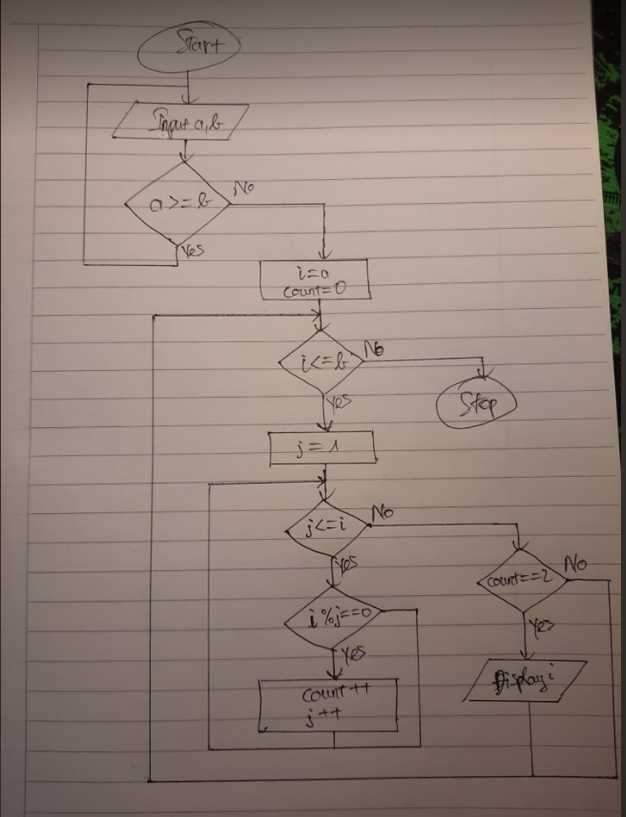 Start
Input a,b
a >= b
No
Yes
i=a
count=0
i<=b
No
Yes
Stop
j = 1
j<=i
No
Yes
count==2
No
Yes
i%j==0
Yes
Display i
count++
j++